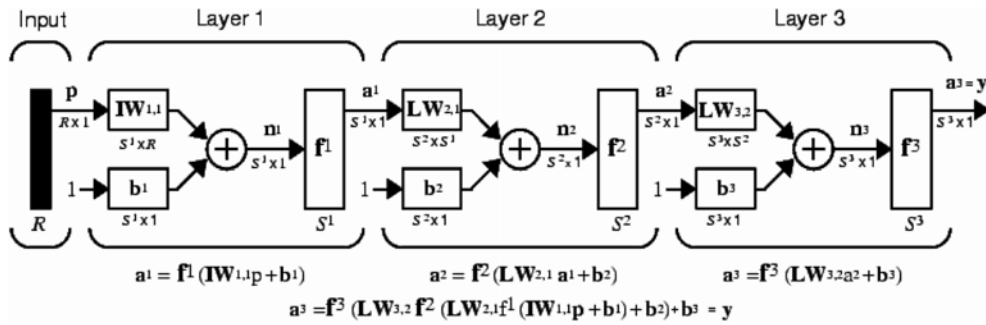 Input Layer 1 Layer 2 Layer 3
p a1 a2 a3 = y
IW1,1 LW2,1 LW3,2
R x 1 n1 S1 x 1 n2 S2 x 1 n3 S3 x 1
S1 x R S2 x S1 S3 x S2
f1 f2 f3
S1 x 1 S2 x 1 S3 x 1
1 b1 1 b2 1 b3
S1 x 1 S2 x 1 S3 x 1
R S1 S2 S3
a1 = f1 (IW1,1p + b1) a2 = f2 (LW2,1 a1 + b2) a3 = f3 (LW3,2a2 + b3)
a3 = f3 (LW3,2 f2 (LW2,1f1 (IW1,1p + b1) + b2) + b3 = y